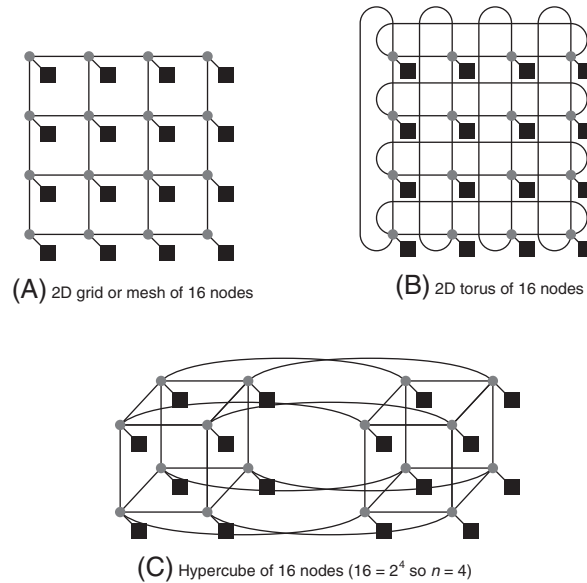 (A) 2D grid or mesh of 16 nodes
(B) 2D torus of 16 nodes
(C) Hypercube of 16 nodes (16 = 2⁴ so n = 4)